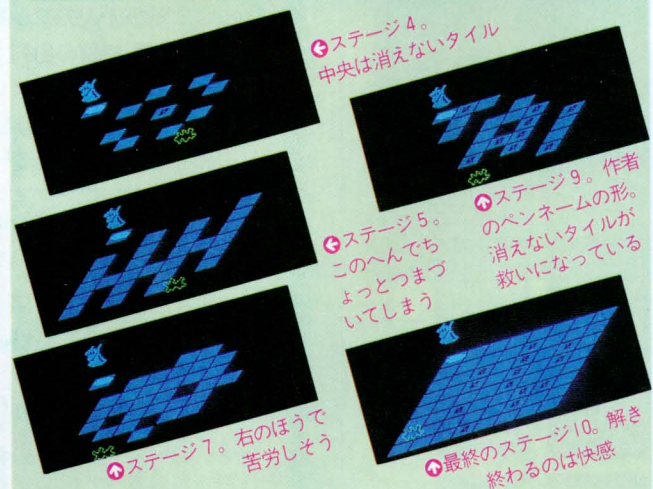 ステージ4。
中央は消えないタイル
ステージ5。
このへんでち
ょっとつまづ
いてしまう
ステージ9。作者
のペンネームの形。
消えないタイルが
救いになっている
ステージ7。右のほうで
苦労しそう
最終のステージ10。解き
終わるのは快感